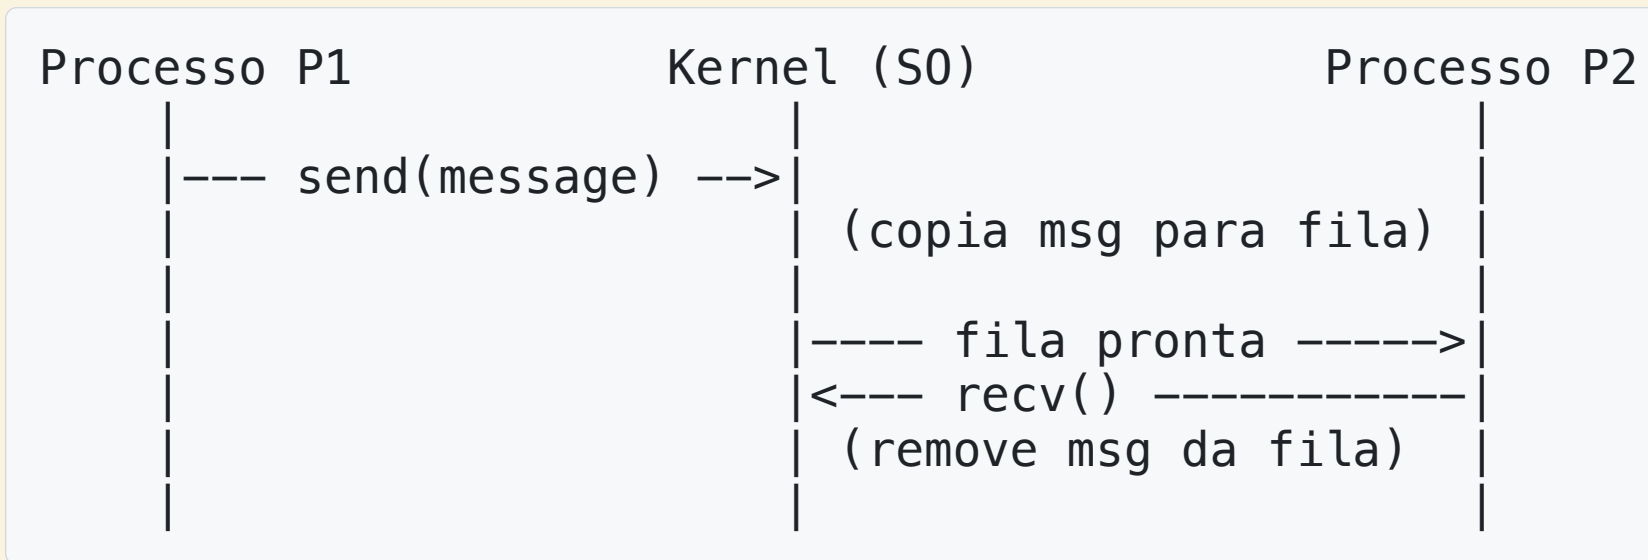 Processo P1 Kernel (SO) Processo P2
| | |
|--- send(message) -->| |
| | (copia msg para fila) |
| | |
| |---- fila pronta ----->|
| |<--- recv() -----------|
| | (remove msg da fila) |
| | |